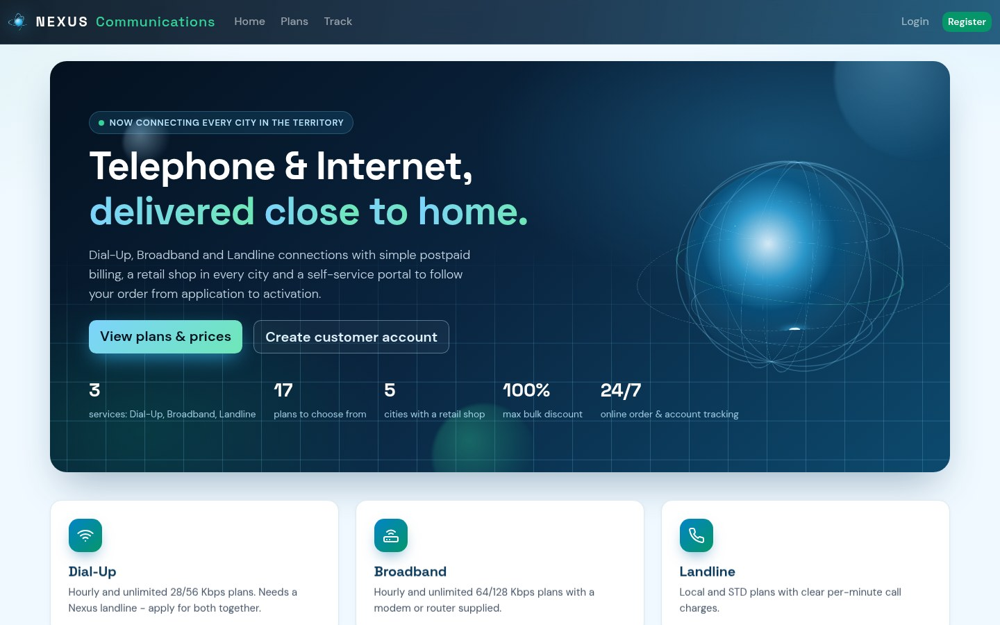 NEXUS Communications
Home
Plans
Track
Login
Register
NOW CONNECTING EVERY CITY IN THE TERRITORY
Telephone & Internet,
delivered close to home.
Dial-Up, Broadband and Landline connections with simple postpaid
billing, a retail shop in every city and a self-service portal to follow
your order from application to activation.
View plans & prices
Create customer account
3
services: Dial-Up, Broadband, Landline
17
plans to choose from
5
cities with a retail shop
100%
max bulk discount
24/7
online order & account tracking
Dial-Up
Hourly and unlimited 28/56 Kbps plans. Needs a
Nexus landline - apply for both together.
Broadband
Hourly and unlimited 64/128 Kbps plans with a
modem or router supplied.
Landline
Local and STD plans with clear per-minute call
charges.